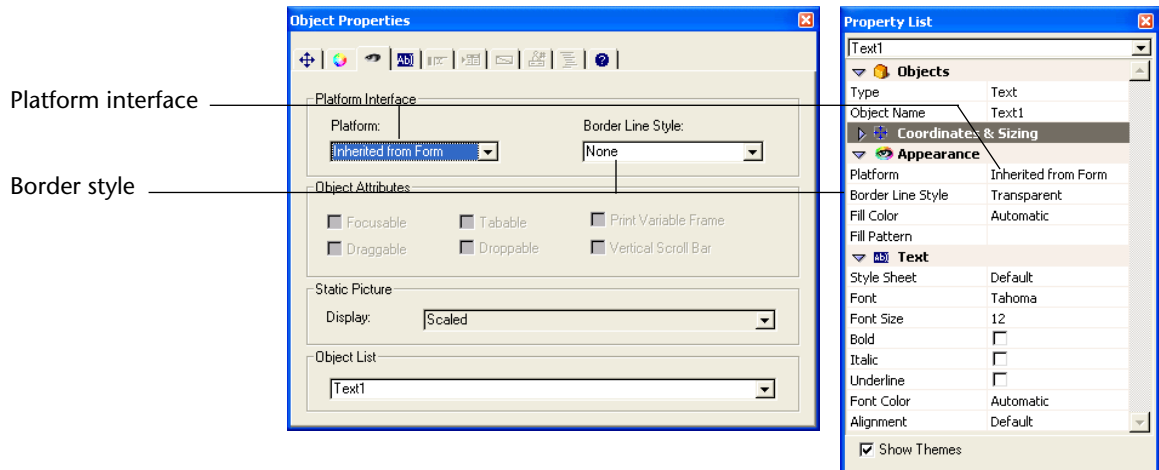 Platform interface
Border style
Object Properties
Ab]
Platform Interface
Platform:
Border Line Style:
Inherited from Form
None
Object Attributes
Focusable
Tabable
Print Variable Frame
Draggable
Droppable
Vertical Scroll Bar
Static Picture
Display:
Scaled
Object List
Text1
Property List
Text1
Objects
Type Text
Object Name Text1
Coordinates & Sizing
Appearance
Platform Inherited from Form
Border Line Style Transparent
Fill Color Automatic
Fill Pattern
Text
Style Sheet Default
Font Tahoma
Font Size 12
Bold
Italic
Underline
Font Color Automatic
Alignment Default
Show Themes